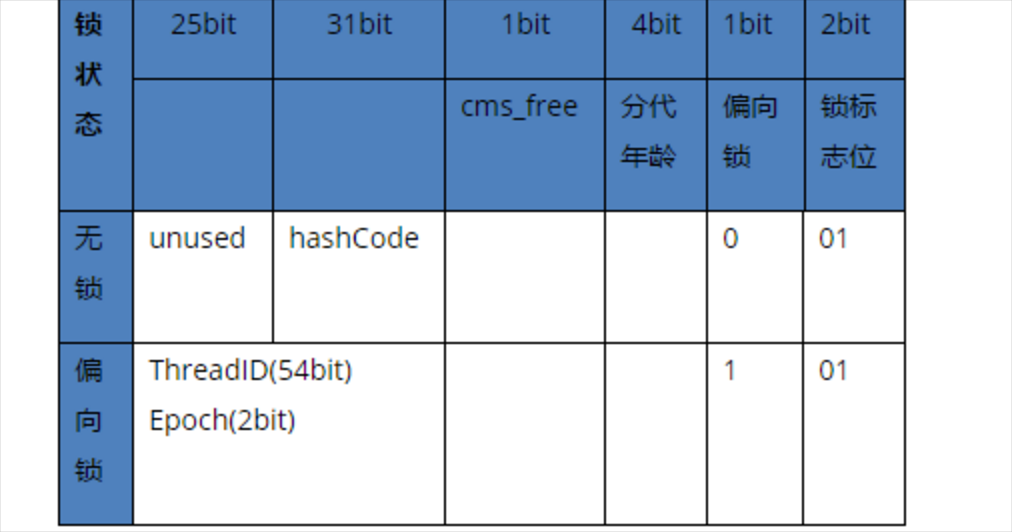 锁状态 25bit 31bit 1bit 4bit 1bit 2bit
cms_free 分代年龄 偏向锁 锁标志位
无锁 unused hashCode 0 01
偏向锁 ThreadID(54bit) 1 01
Epoch(2bit)